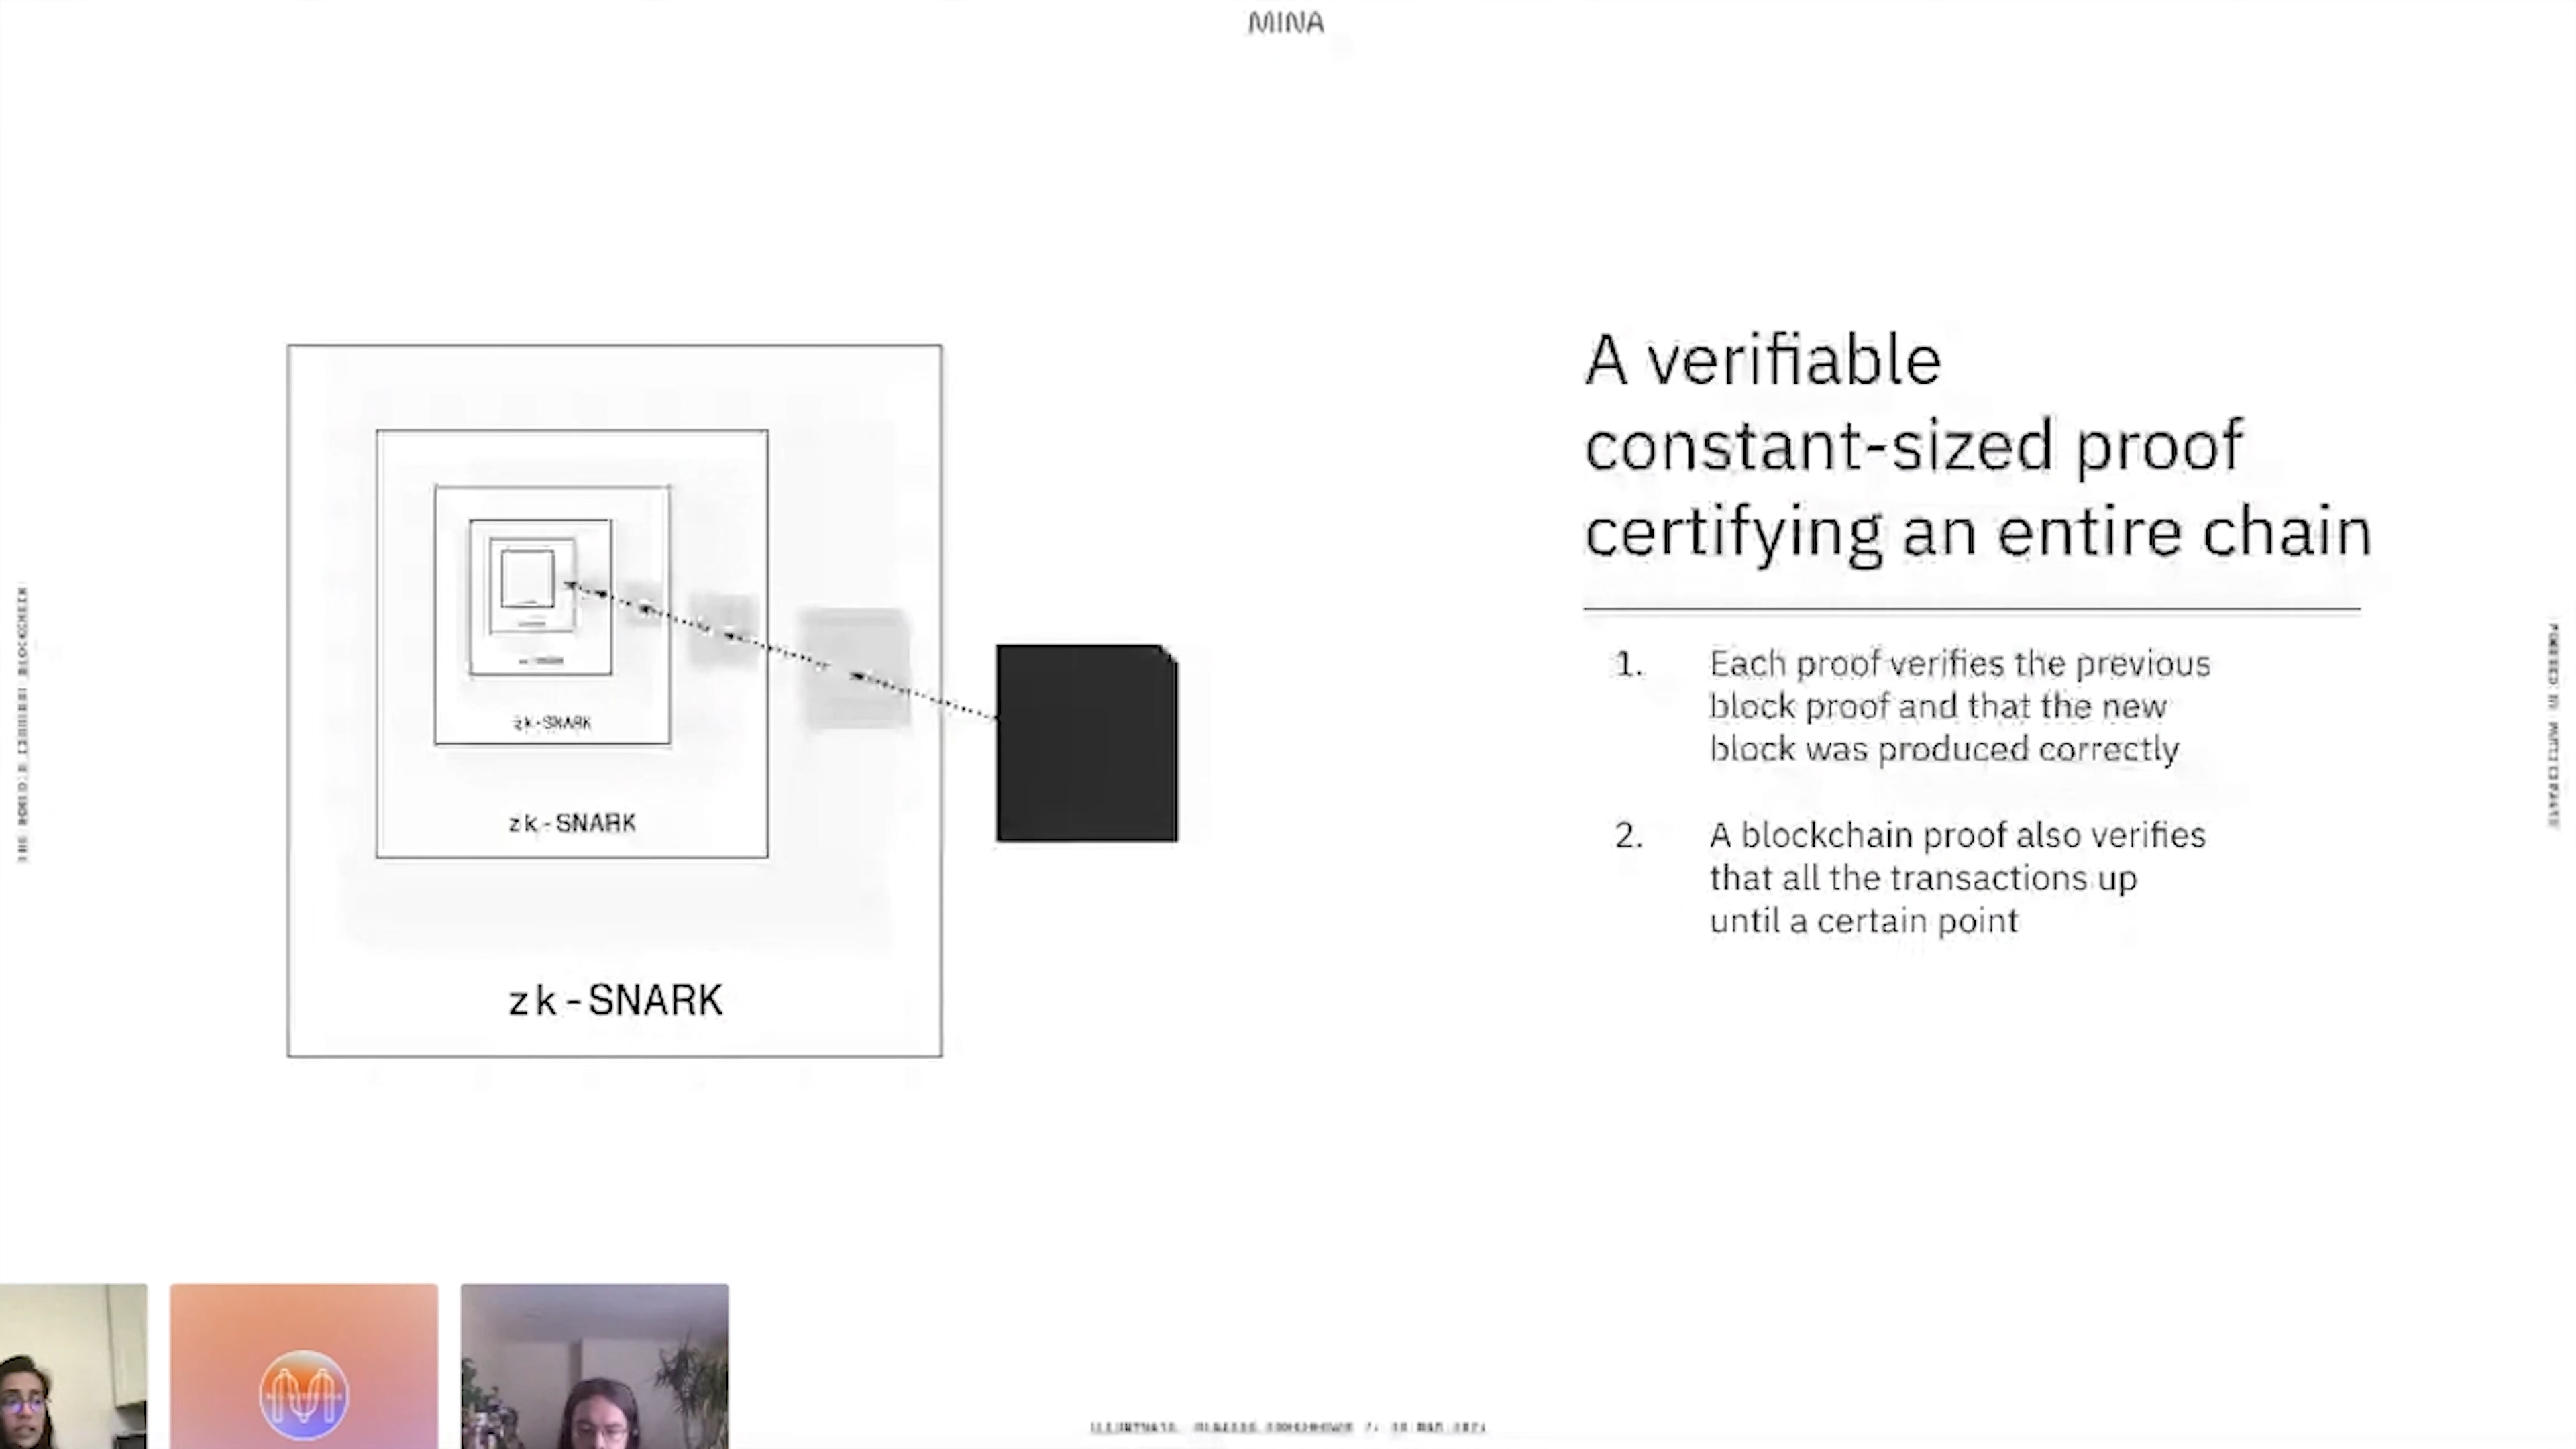 MINA
A verifiable
constant-sized proof
certifying an entire chain
1. Each proof verifies the previous
block proof and that the new
block was produced correctly
2. A blockchain proof also verifies
that all the transactions up
until a certain point
zk-SNARK
zk-SNARK
zk-SNARK